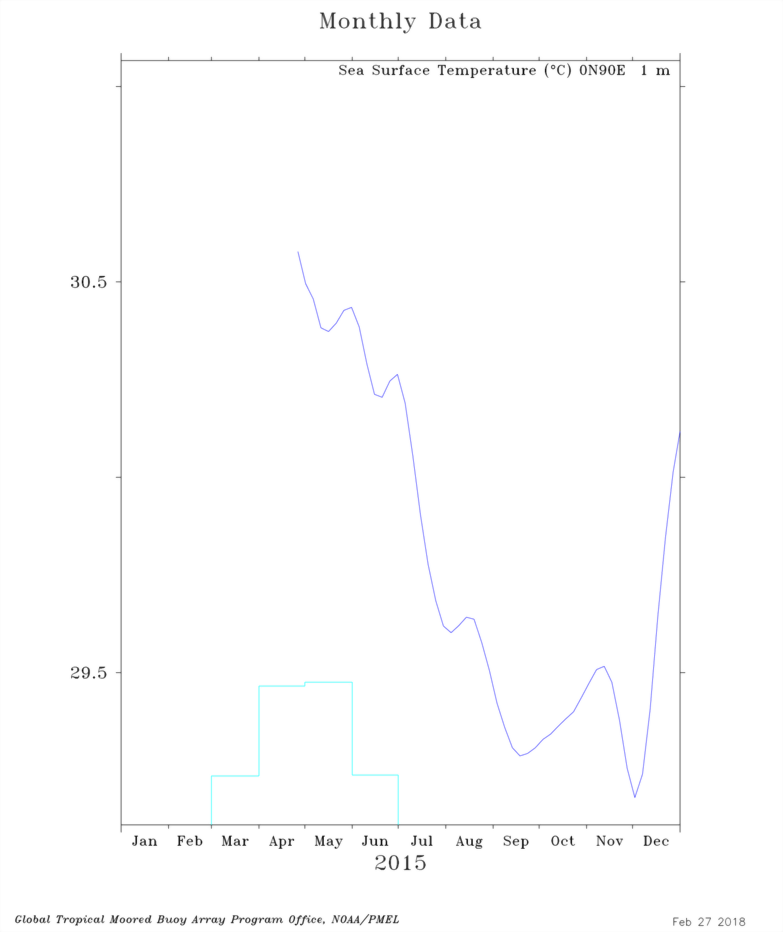 Monthly Data
Sea Surface Temperature (°C) 0N90E 1 m
30.5
29.5
Jan Feb Mar Apr May Jun Jul Aug Sep Oct Nov Dec
2015
Global Tropical Moored Buoy Array Program Office, NOAA/PMEL
Feb 27 2018